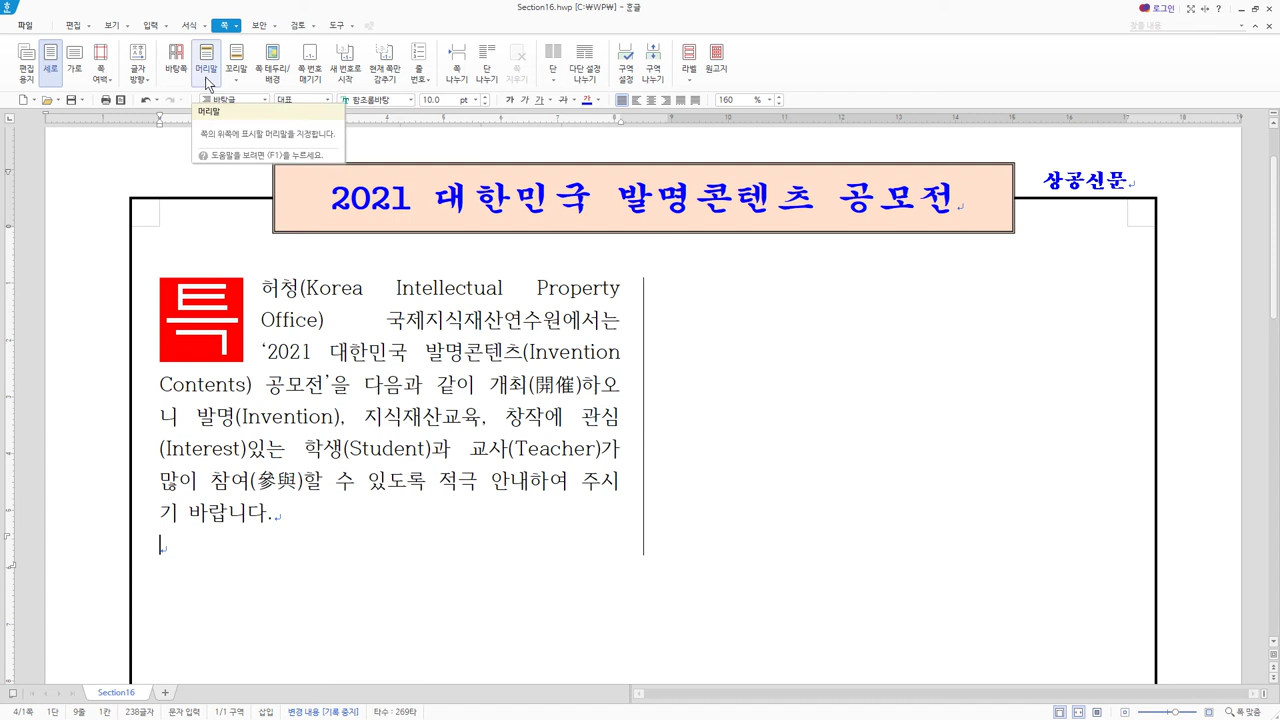 Section16.hwp [C:\WP\] - 훈글
로그인
파일 편집 보기 입력 서식 쪽 보안 검토 도구
찾을 내용
편집 용지 세로 가로 쪽 여백 글자 방향 바탕쪽 머리말 꼬리말 쪽 테두리/배경 쪽 번호 매기기 새 번호로 시작 현재 쪽만 감추기 줄 번호 쪽 나누기 단 나누기 쪽 지우기 단 다단 설정 나누기 구역 설정 구역 나누기 라벨 원고지
바탕글 대표 함초롬바탕 10.0 pt 가 가 가 가 가 160 %
머리말
쪽의 위쪽에 표시할 머리말을 지정합니다.
도움말을 보려면 <F1>을 누르세요.
2021 대한민국 발명콘텐츠 공모전
상공신문
특허청(Korea Intellectual Property
Office) 국제지식재산연수원에서는
‘2021 대한민국 발명콘텐츠(Invention
Contents) 공모전’을 다음과 같이 개최(開催)하오
니 발명(Invention), 지식재산교육, 창작에 관심
(Interest)있는 학생(Student)과 교사(Teacher)가
많이 참여(參與)할 수 있도록 적극 안내하여 주시
기 바랍니다.
Section16
4/1쪽 1단 9줄 1칸 238글자 문자 입력 1/1 구역 삽입 변경 내용 [기록 중지] 타수 : 269타 쪽 맞춤